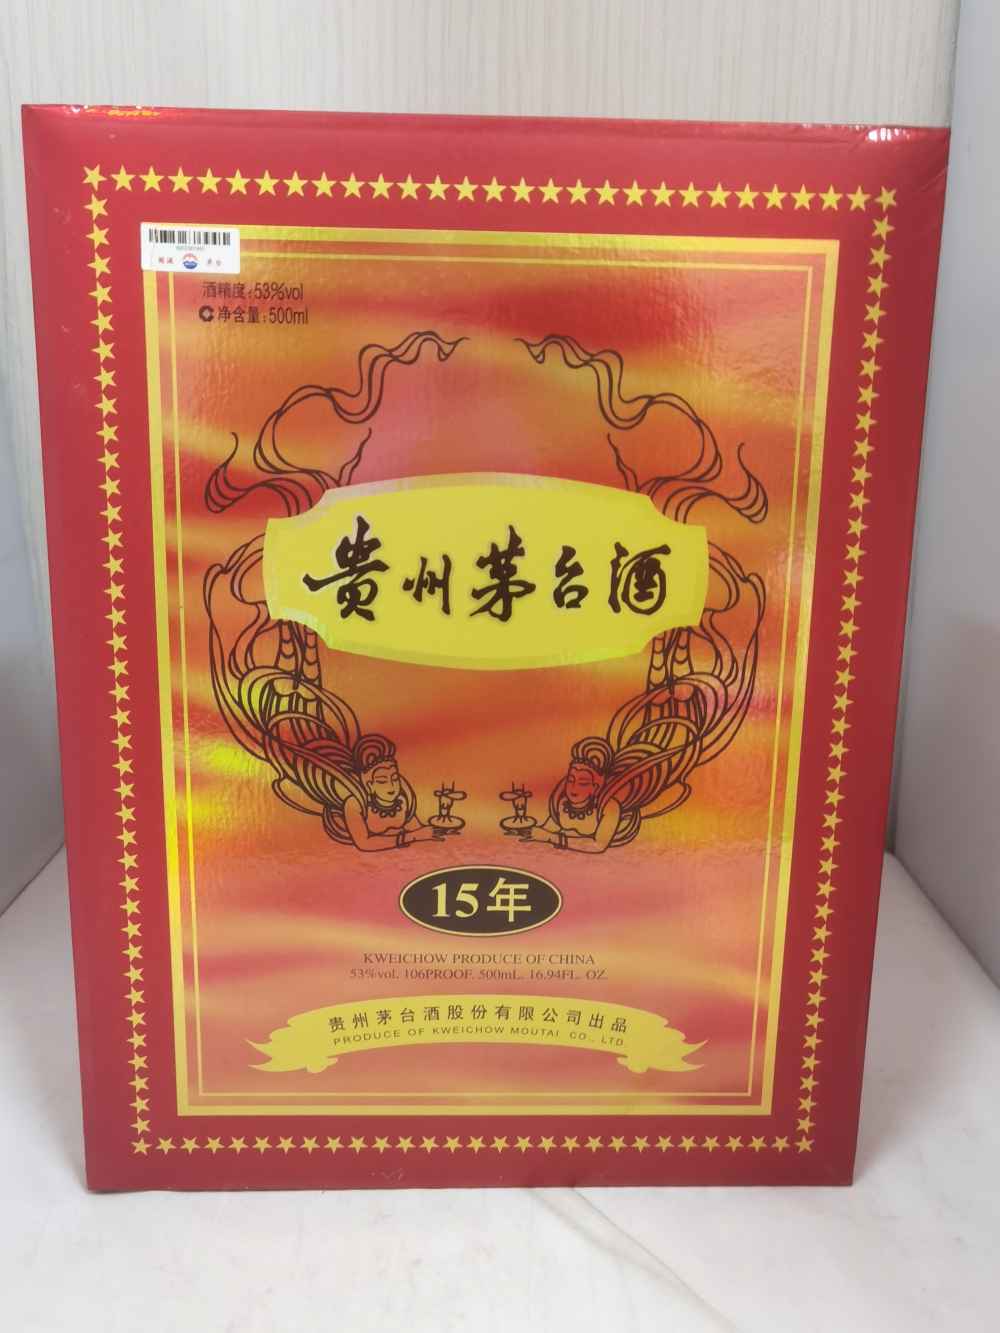 酒精度:53%vol
净含量:500ml
贵州茅台酒
15年
KWEICHOW PRODUCE OF CHINA
53%vol. 106PROOF. 500mL. 16.94FL. OZ.
贵州茅台酒股份有限公司出品
PRODUCE OF KWEICHOW MOUTAI CO., LTD.